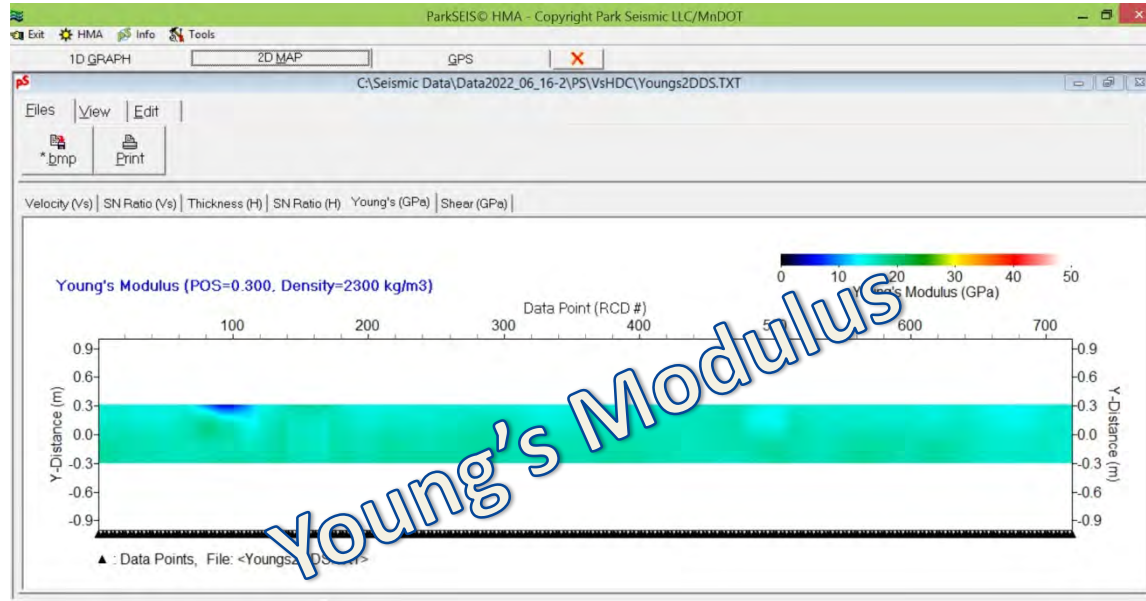 ParkSEIS© HMA - Copyright Park Seismic LLC/MnDOT
Exit HMA Info Tools
1D GRAPH 2D MAP GPS
pS C:\Seismic Data\Data2022_06_16-2\PS\VsHDC\Youngs2DDS.TXT
Files View Edit
*.bmp Print
Velocity (Vs) SN Ratio (Vs) Thickness (H) SN Ratio (H) Young's (GPa) Shear (GPa)
0 10 20 30 40 50
Young's Modulus (GPa)
Young's Modulus (POS=0.300, Density=2300 kg/m3)
Data Point (RCD #)
100 200 300 400 600 700
0.9 0.9
0.6 0.6
0.3 0.3
0.0 0.0
-0.3 -0.3
-0.6 -0.6
-0.9 -0.9
Y-Distance (m)
Y-Distance (m)
Young's Modulus
▲ : Data Points, File: <Youngs2DDS.TXT>